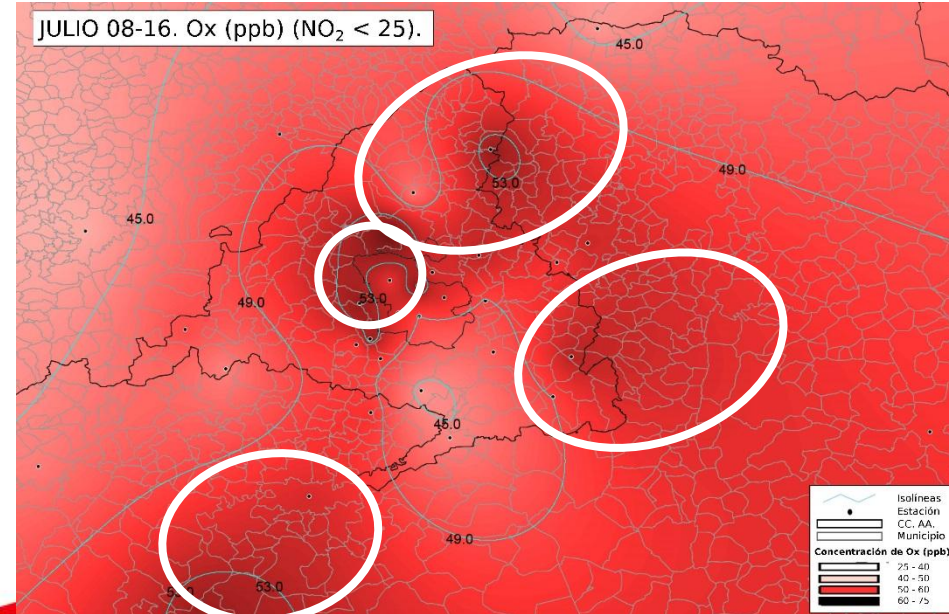 JULIO 08-16. Ox (ppb) (NO₂ < 25).
45.0
49.0
53.0
45.0
49.0
53.0
45.0
49.0
53.0
Isolíneas
Estación
CC. AA.
Municipio
Concentración de Ox (ppb)
25 - 40
40 - 50
50 - 60
60 - 75